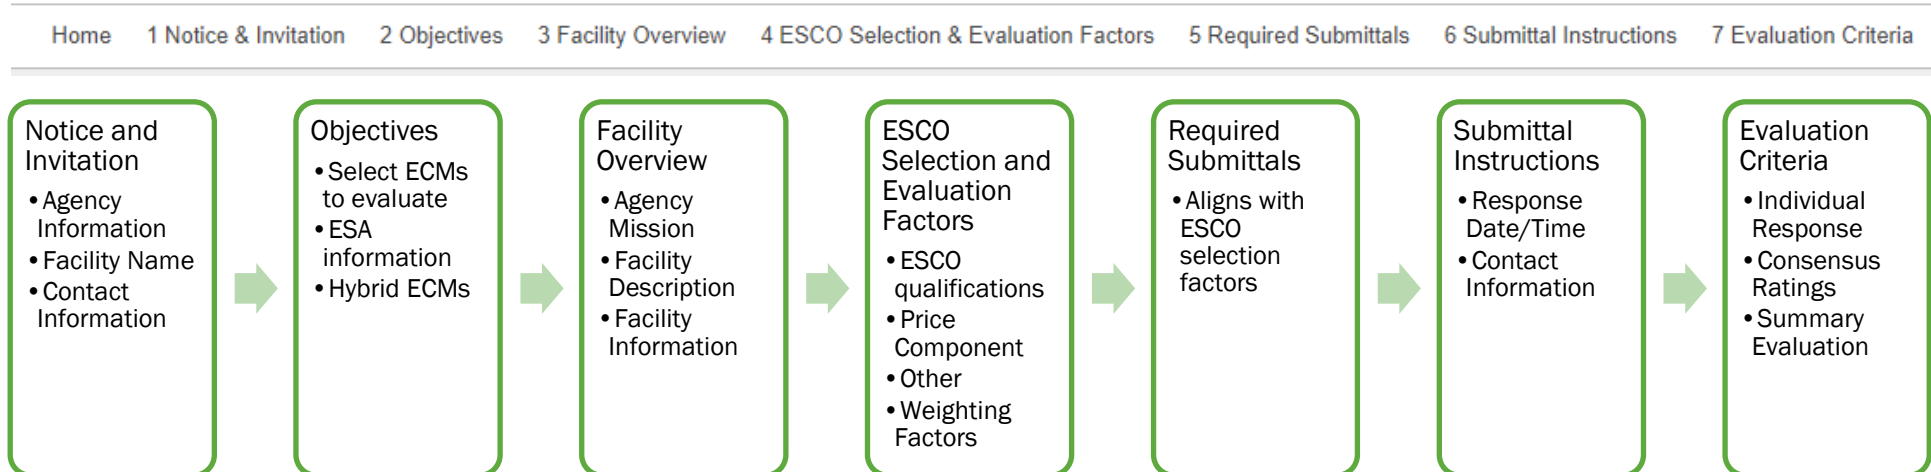 Home 1 Notice & Invitation 2 Objectives 3 Facility Overview 4 ESCO Selection & Evaluation Factors 5 Required Submittals 6 Submittal Instructions 7 Evaluation Criteria
Notice and
Invitation
•Agency
Information
•Facility Name
•Contact
Information
Objectives
•Select ECMs
to evaluate
•ESA
information
•Hybrid ECMs
Facility
Overview
•Agency
Mission
•Facility
Description
•Facility
Information
ESCO
Selection and
Evaluation
Factors
•ESCO
qualifications
•Price
Component
•Other
•Weighting
Factors
Required
Submittals
•Aligns with
ESCO
selection
factors
Submittal
Instructions
•Response
Date/Time
•Contact
Information
Evaluation
Criteria
•Individual
Response
•Consensus
Ratings
•Summary
Evaluation